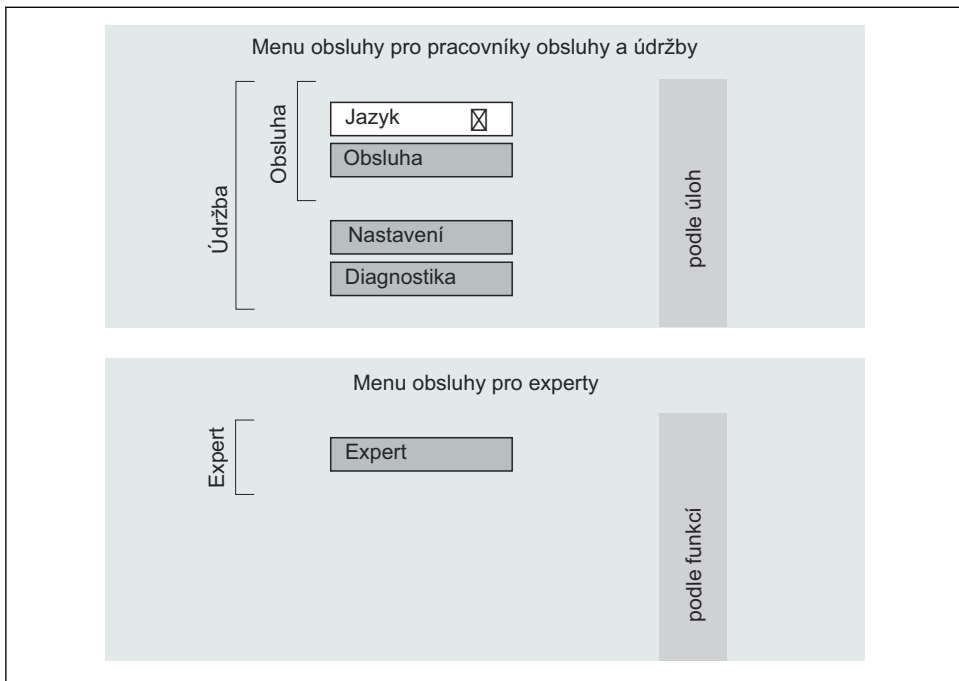 Menu obsluhy pro pracovníky obsluhy a údržby
Údržba
Obsluha
Jazyk
Obsluha
Nastavení
Diagnostika
podle úloh
Menu obsluhy pro experty
Expert
Expert
podle funkcí